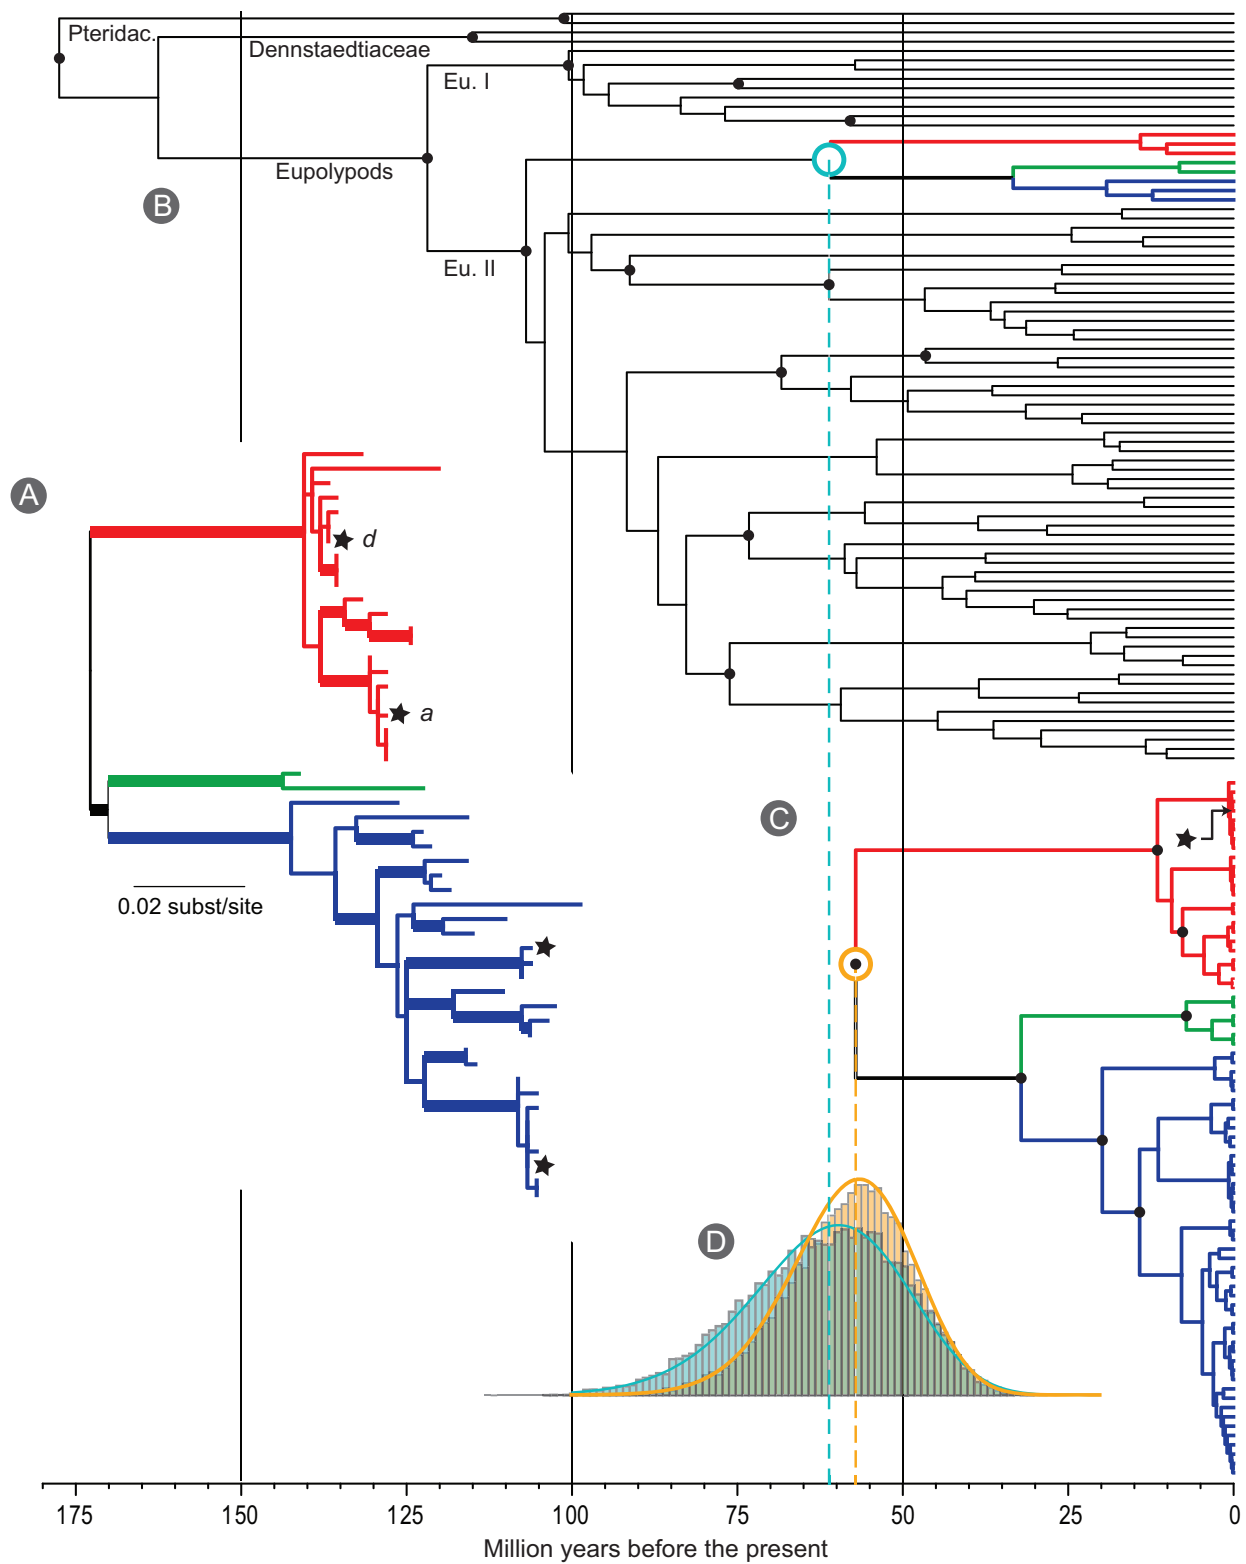 Pteridac.
Dennstaedtiaceae
Eu. I
Eupolypods
B
Eu. II
A
d
a
C
0.02 subst/site
D
175 150 125 100 75 50 25 0
Million years before the present